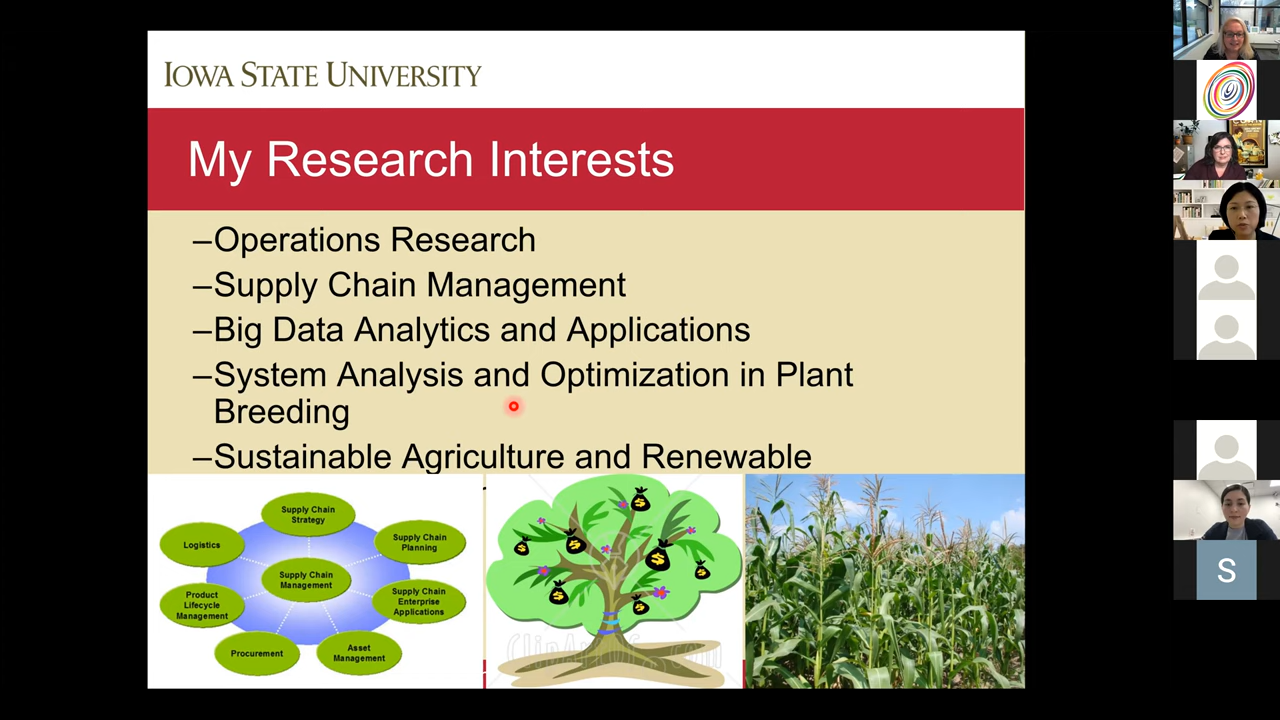 IOWA STATE UNIVERSITY
My Research Interests
–Operations Research
–Supply Chain Management
–Big Data Analytics and Applications
–System Analysis and Optimization in Plant
Breeding
–Sustainable Agriculture and Renewable
Supply Chain
Strategy
Logistics
Supply Chain
Planning
Supply Chain
Management
Product
Lifecycle
Management
Supply Chain
Enterprise
Applications
Procurement
Asset
Management
S